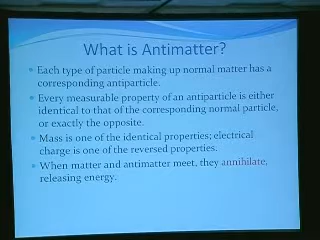 What is Antimatter?
Each type of particle making up normal matter has a
corresponding antiparticle.
Every measurable property of an antiparticle is either
identical to that of the corresponding normal particle,
or exactly the opposite.
Mass is one of the identical properties; electrical
charge is one of the reversed properties.
When matter and antimatter meet, they annihilate,
releasing energy.